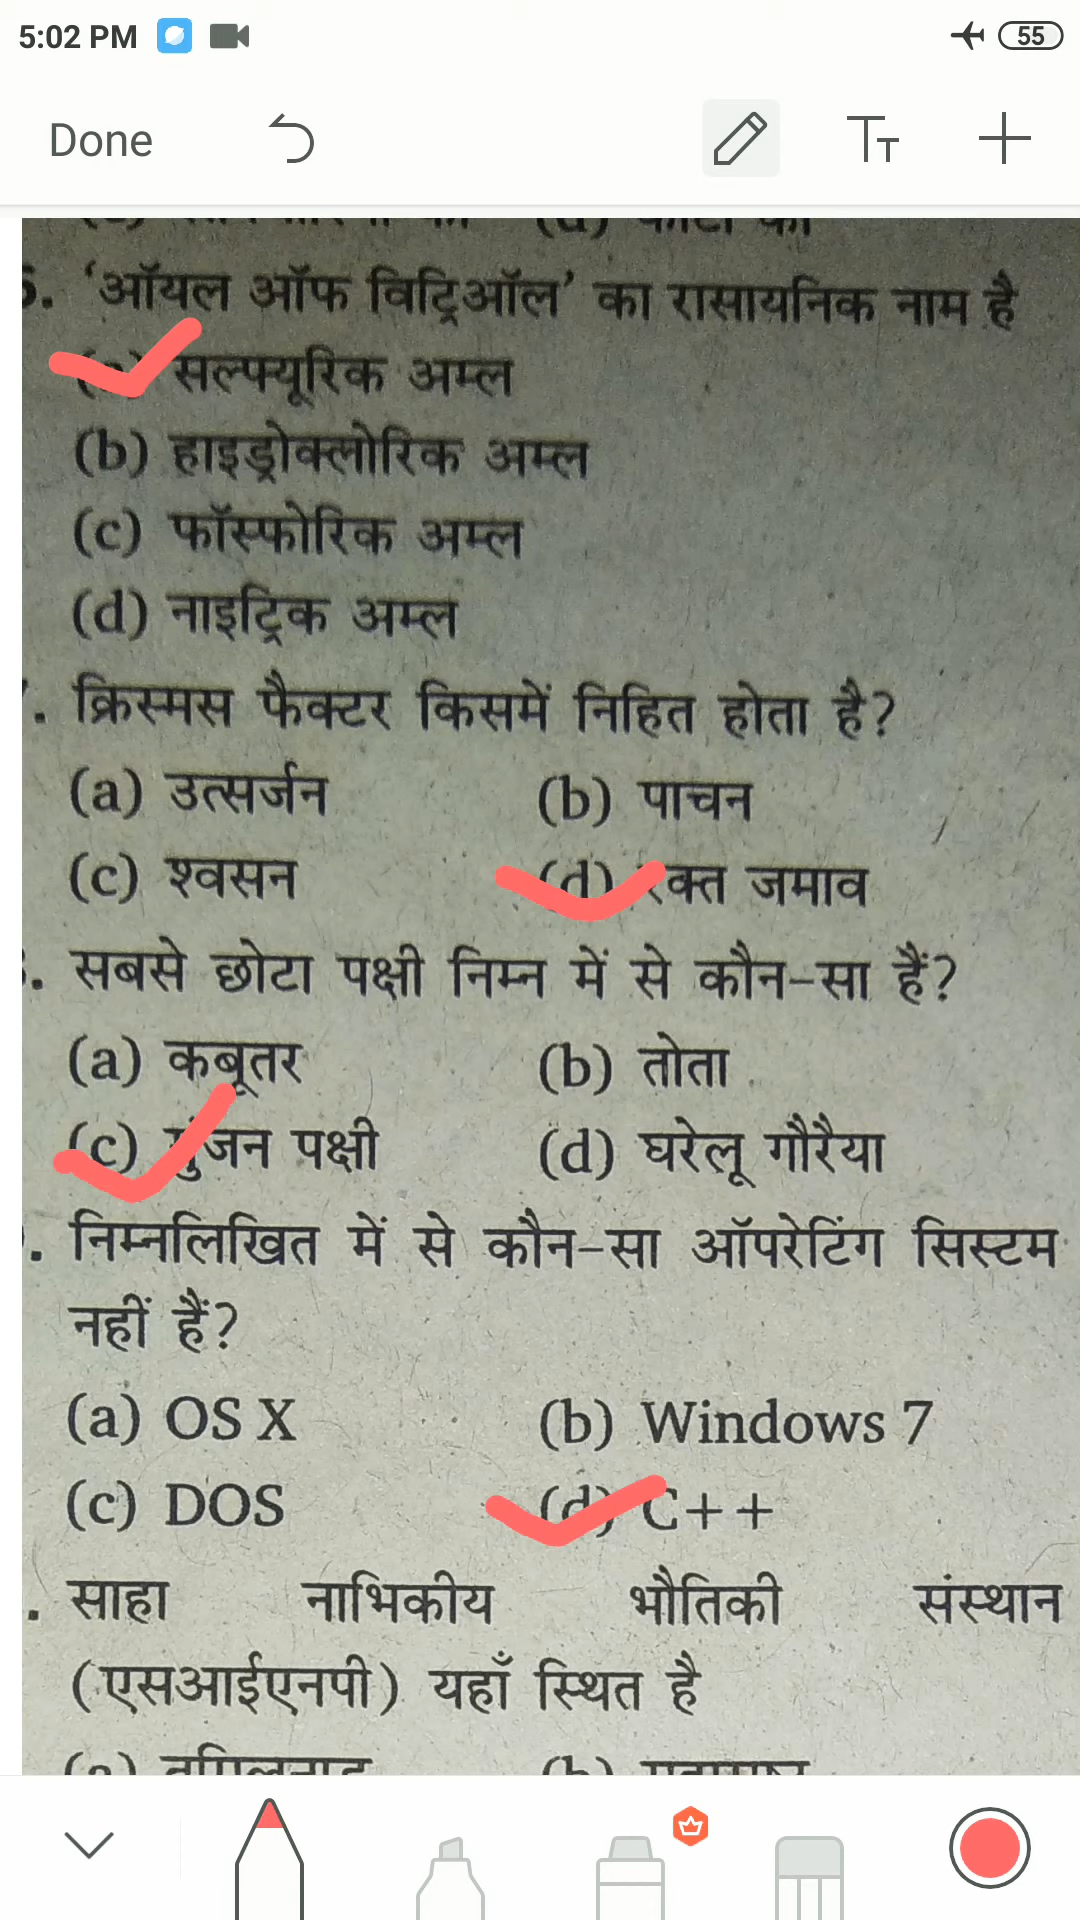 5:02 PM
55
Done
Tт
‘ऑयल ऑफ विट्रिऑल’ का रासायनिक नाम है
सल्फ्यूरिक अम्ल
(b) हाइड्रोक्लोरिक अम्ल
(c) फॉस्फोरिक अम्ल
(d) नाइट्रिक अम्ल
. क्रिस्मस फैक्टर किसमें निहित होता है?
(a) उत्सर्जन (b) पाचन
(c) श्वसन (d) रक्त जमाव
. सबसे छोटा पक्षी निम्न में से कौन-सा हैं?
(a) कबूतर (b) तोता
(c) गुंजन पक्षी (d) घरेलू गौरैया
. निम्नलिखित में से कौन-सा ऑपरेटिंग सिस्टम
नहीं हैं?
(a) OS X (b) Windows 7
(c) DOS (d) C++
. साहा नाभिकीय भौतिकी संस्थान
(एसआईएनपी) यहाँ स्थित है